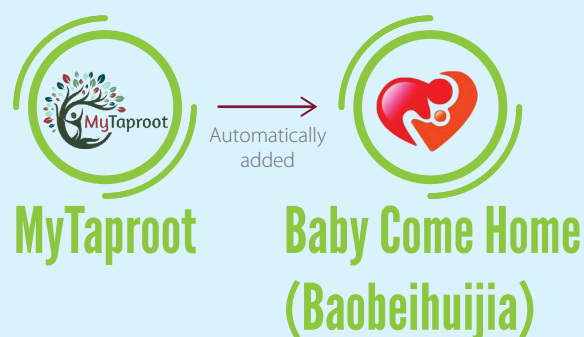 MyTaproot
Automatically
added
MyTaproot
Baby Come Home
(Baobeihuijia)